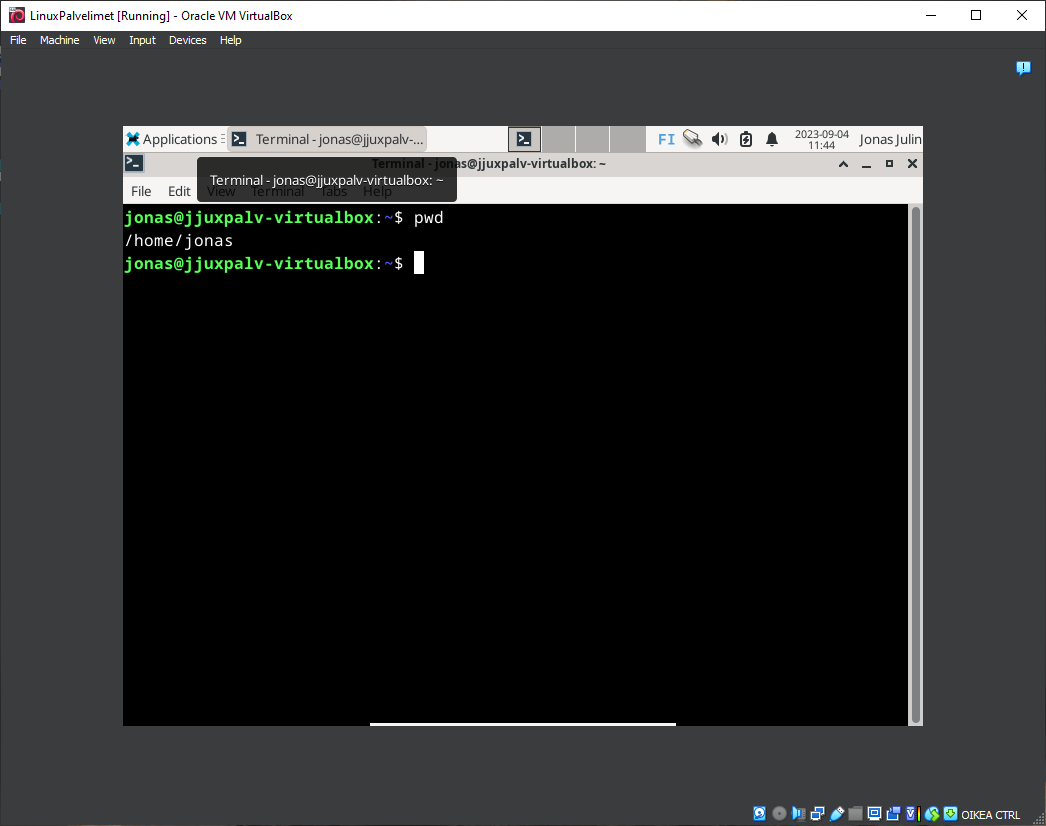 LinuxPalvelimet [Running] - Oracle VM VirtualBox
File Machine View Input Devices Help
Applications Terminal - jonas@jjuxpalv-... FI 2023-09-04 11:44 Jonas Julin
Terminal - jonas@jjuxpalv-virtualbox: ~
Terminal - jonas@jjuxpalv-virtualbox: ~
File Edit View Terminal Tabs Help
jonas@jjuxpalv-virtualbox:~$ pwd
/home/jonas
jonas@jjuxpalv-virtualbox:~$
OIKEA CTRL